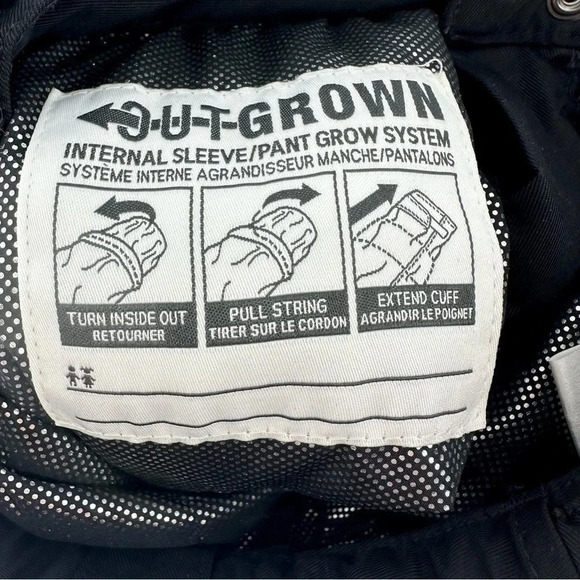 OUTGROWN
INTERNAL SLEEVE/PANT GROW SYSTEM
SYSTÈME INTERNE AGRANDISSEUR MANCHE/PANTALONS
TURN INSIDE OUT
RETOURNER
PULL STRING
TIRER SUR LE CORDON
EXTEND CUFF
AGRANDIR LE POIGNET